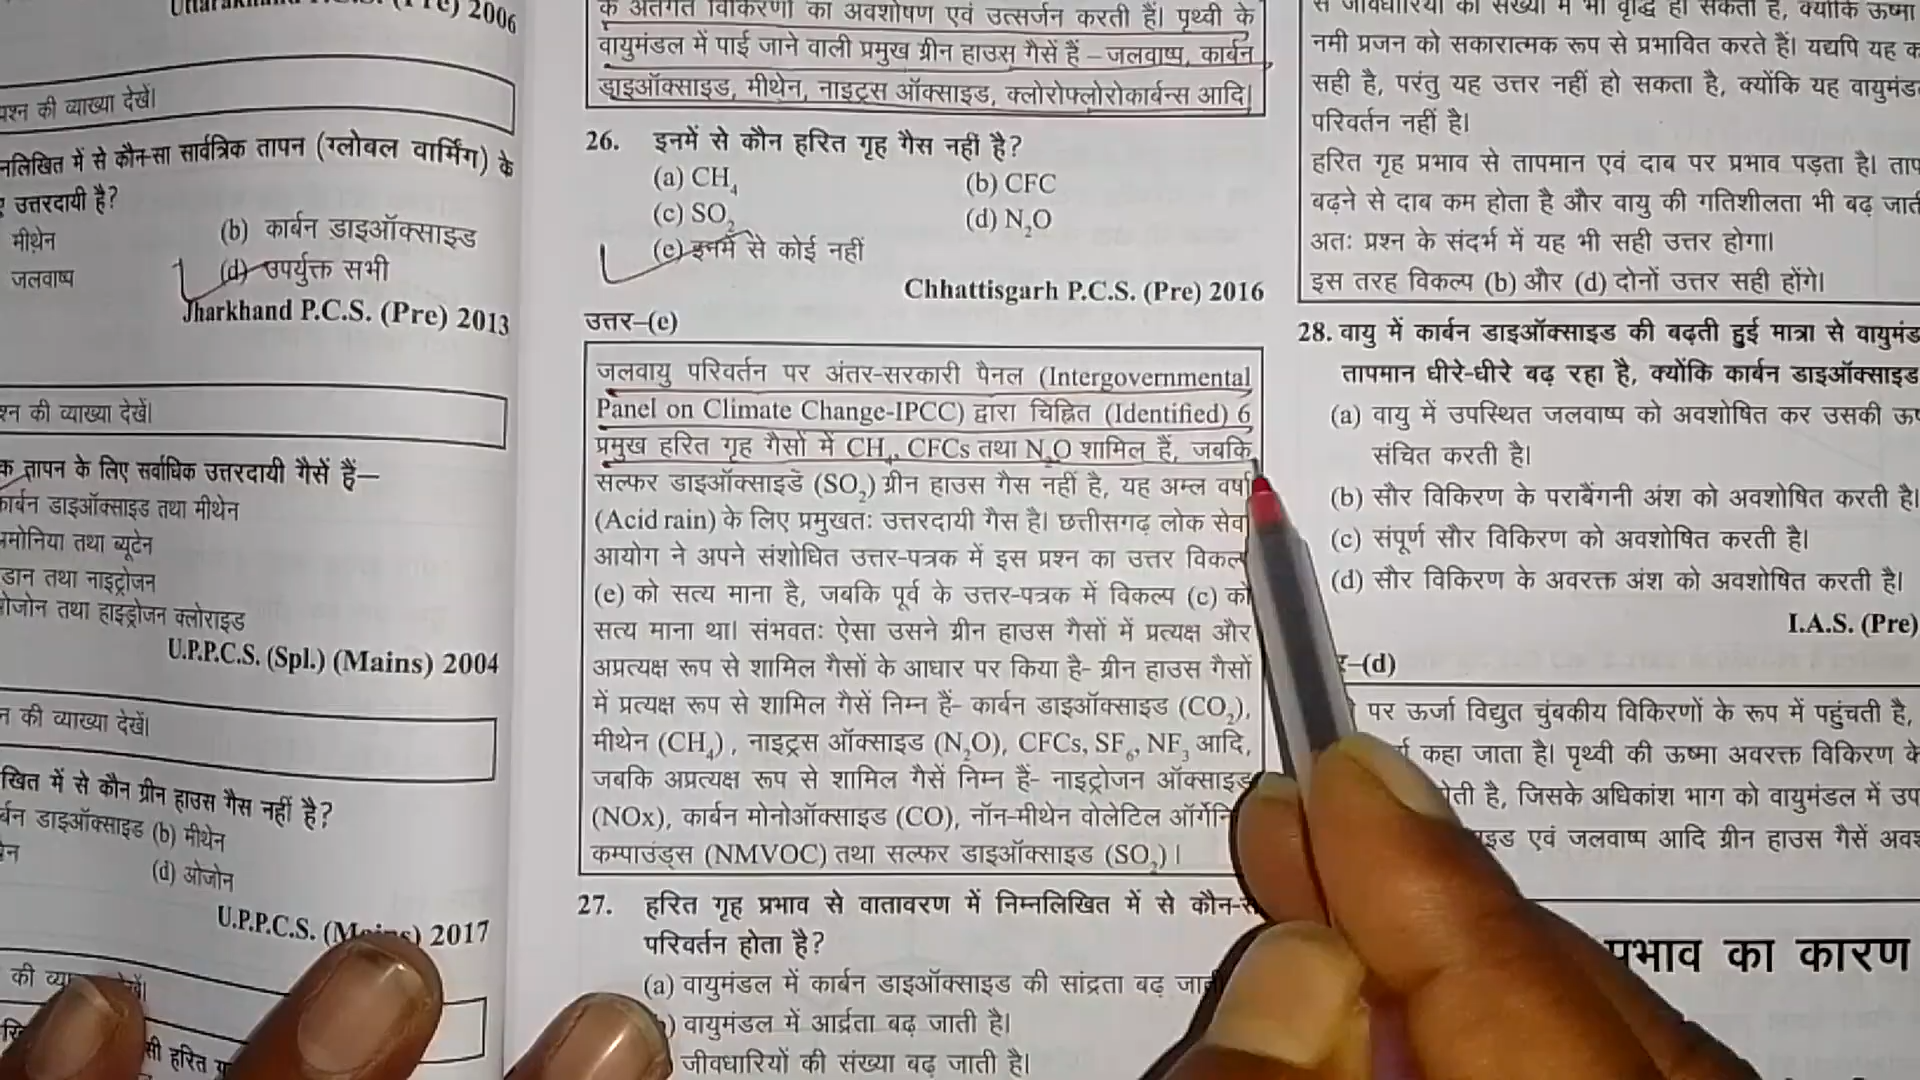 2006
प्रश्न की व्याख्या देखें।
में से कौन-सा सार्वत्रिक तापन (ग्लोबल वार्मिंग) के
उत्तरदायी है?
मीथेन
(b) कार्बन डाइऑक्साइड
जलवाष्प
(d) उपर्युक्त सभी
Jharkhand P.C.S. (Pre) 2013
की व्याख्या देखें।
तापन के लिए सर्वाधिक उत्तरदायी गैसें हैं—
कार्बन डाइऑक्साइड तथा मीथेन
तथा ब्यूटेन
तथा नाइट्रोजन
तथा हाइड्रोजन क्लोराइड
U.P.P.C.S. (Spl.) (Mains) 2004
की व्याख्या देखें।
में से कौन ग्रीन हाउस गैस नहीं है?
डाइऑक्साइड (b) मीथेन
(d) ओजोन
U.P.P.C.S. 2017
की
के अंतर्गत विकिरणों का अवशोषण एवं उत्सर्जन करती हैं। पृथ्वी के
वायुमंडल में पाई जाने वाली प्रमुख ग्रीन हाउस गैसें हैं – जलवाष्प, कार्बन
डाइऑक्साइड, मीथेन, नाइट्रस ऑक्साइड, क्लोरोफ्लोरोकार्बन्स आदि।
26. इनमें से कौन हरित गृह गैस नहीं है?
(a) CH₄ (b) CFC
(c) SO₂ (d) N₂O
(e) इनमें से कोई नहीं
Chhattisgarh P.C.S. (Pre) 2016
उत्तर–(e)
जलवायु परिवर्तन पर अंतर-सरकारी पैनल (Intergovernmental
Panel on Climate Change-IPCC) द्वारा चिह्नित (Identified) 6
प्रमुख हरित गृह गैसों में CH₄, CFCs तथा N₂O शामिल हैं, जबकि
सल्फर डाइऑक्साइड (SO₂) ग्रीन हाउस गैस नहीं है, यह अम्ल वर्षा
(Acid rain) के लिए प्रमुखतः उत्तरदायी गैस है। छत्तीसगढ़ लोक सेवा
आयोग ने अपने संशोधित उत्तर-पत्रक में इस प्रश्न का उत्तर विकल्प
(e) को सत्य माना है, जबकि पूर्व के उत्तर-पत्रक में विकल्प (c) को
सत्य माना था। संभवतः ऐसा उसने ग्रीन हाउस गैसों में प्रत्यक्ष और
अप्रत्यक्ष रूप से शामिल गैसों के आधार पर किया है- ग्रीन हाउस गैसों
में प्रत्यक्ष रूप से शामिल गैसें निम्न हैं- कार्बन डाइऑक्साइड (CO₂),
मीथेन (CH₄) , नाइट्रस ऑक्साइड (N₂O), CFCs, SF₆, NF₃ आदि,
जबकि अप्रत्यक्ष रूप से शामिल गैसें निम्न हैं- नाइट्रोजन ऑक्साइड
(NOx), कार्बन मोनोऑक्साइड (CO), नॉन-मीथेन वोलेटिल
कम्पाउंड्स (NMVOC) तथा सल्फर डाइऑक्साइड (SO₂) ।
27. हरित गृह प्रभाव से वातावरण में निम्नलिखित में से कौन-सा
परिवर्तन होता है?
(a) वायुमंडल में कार्बन डाइऑक्साइड की सांद्रता बढ़
वायुमंडल में आर्द्रता बढ़ जाती है।
जीवधारियों की संख्या बढ़ जाती है।
से जीवधारियों की संख्या में भी वृद्धि हो सकती है, क्योंकि ऊष्मा
नमी प्रजन को सकारात्मक रूप से प्रभावित करते हैं। यद्यपि यह
सही है, परंतु यह उत्तर नहीं हो सकता है, क्योंकि यह
परिवर्तन नहीं है।
हरित गृह प्रभाव से तापमान एवं दाब पर प्रभाव पड़ता है।
बढ़ने से दाब कम होता है और वायु की गतिशीलता भी बढ़
अतः प्रश्न के संदर्भ में यह भी सही उत्तर होगा।
इस तरह विकल्प (b) और (d) दोनों उत्तर सही होंगे।
28. वायु में कार्बन डाइऑक्साइड की बढ़ती हुई मात्रा से
तापमान धीरे-धीरे बढ़ रहा है, क्योंकि कार्बन डाइऑक्साइड
(a) वायु में उपस्थित जलवाष्प को अवशोषित कर उसकी
संचित करती है।
(b) सौर विकिरण के पराबैंगनी अंश को अवशोषित करती है।
(c) संपूर्ण सौर विकिरण को अवशोषित करती है।
(d) सौर विकिरण के अवरक्त अंश को अवशोषित करती है।
I.A.S. (Pre)
–(d)
पर ऊर्जा विद्युत चुंबकीय विकिरणों के रूप में पहुंचती है,
कहा जाता है। पृथ्वी की ऊष्मा अवरक्त विकिरण के
है, जिसके अधिकांश भाग को वायुमंडल में
एवं जलवाष्प आदि ग्रीन हाउस गैसें
प्रभाव का कारण